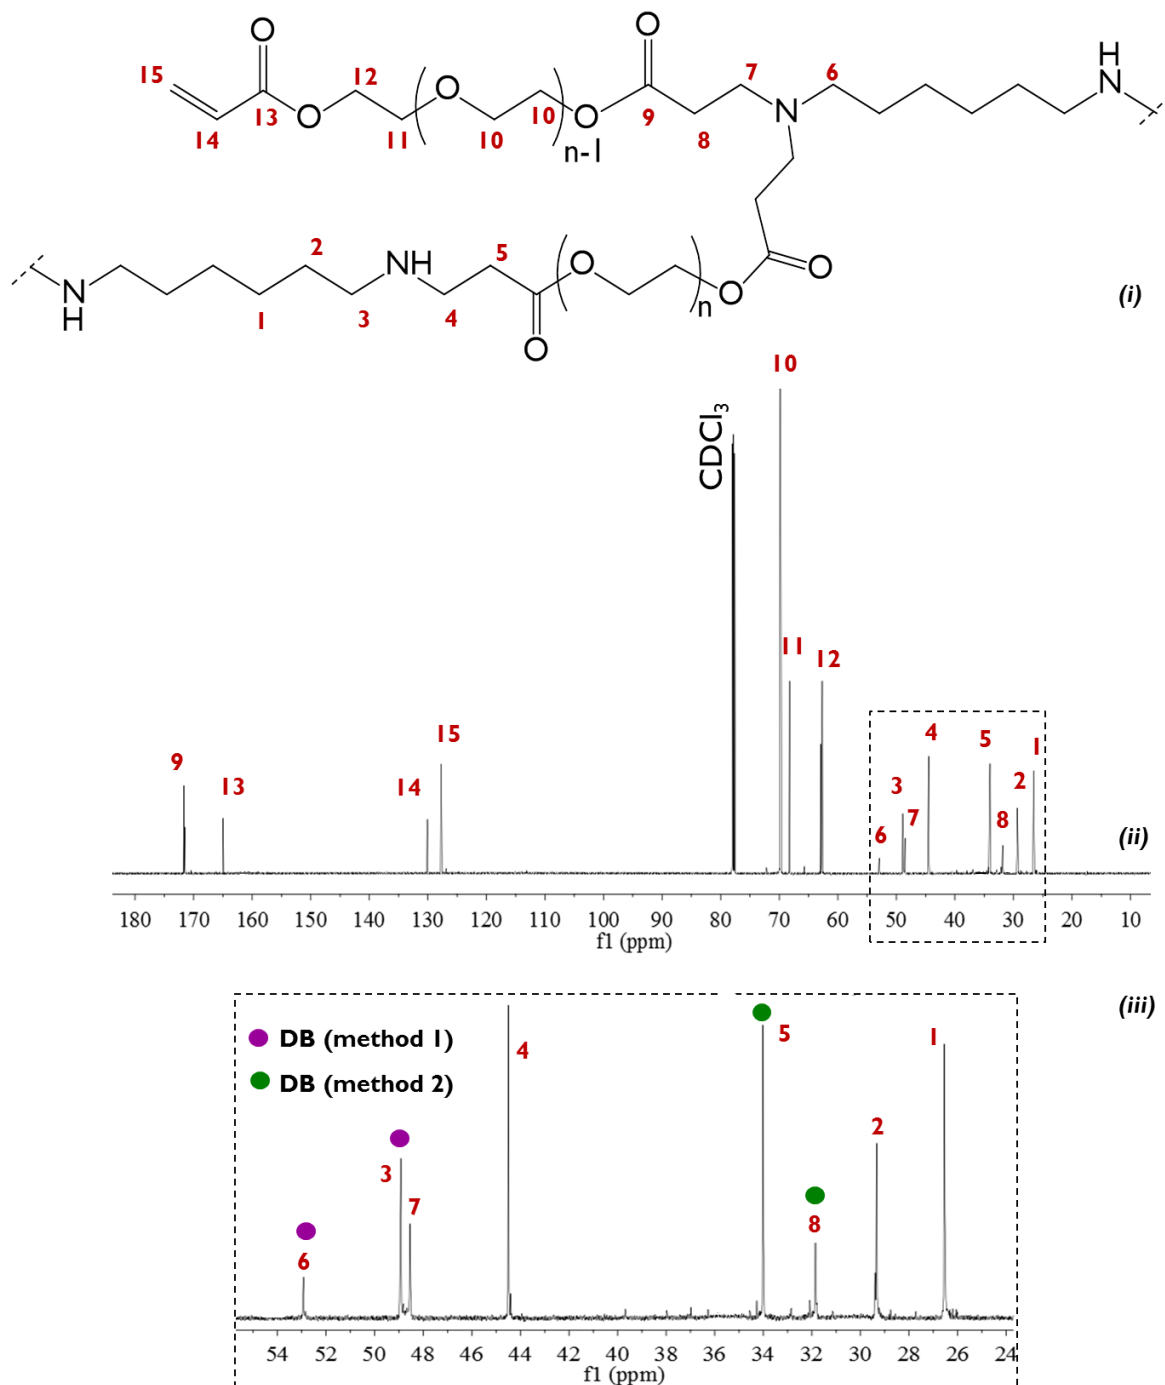 O
O
H
15
12
7
6
N
O
10
O
N
13
O
11
10
O
9
8
14
n-1
O
2
5
NH
O
O
N
H
n
O
1
3
4
O
(i)
10
CDCl3
11
12
15
4
5
1
9
13
14
3
2
7
8
6
(ii)
180 170 160 150 140 130 120 110 100 90 80 70 60 50 40 30 20 10
f1 (ppm)
(iii)
DB (method 1)
DB (method 2)
4
5
1
3
2
7
8
6
54 52 50 48 46 44 42 40 38 36 34 32 30 28 26 24
f1 (ppm)